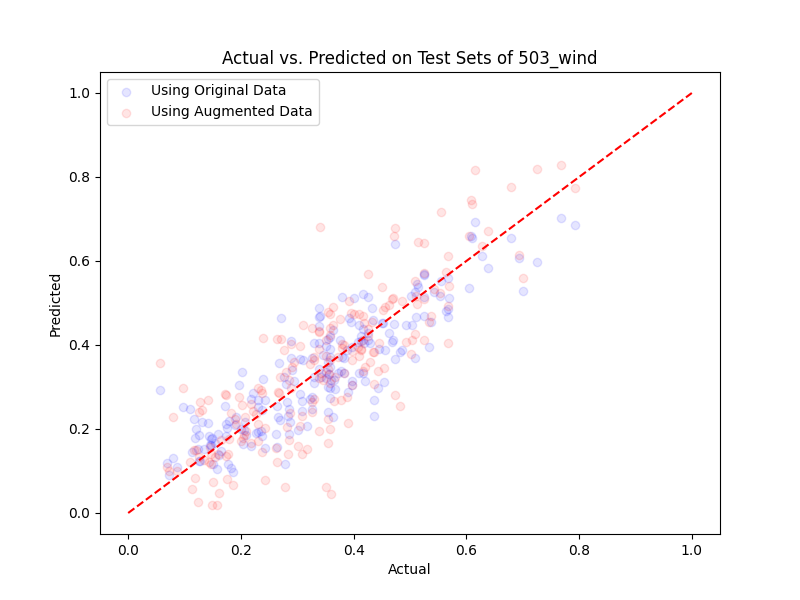 Actual vs. Predicted on Test Sets of 503_wind
Using Original Data
Using Augmented Data
1.0
0.8
0.6
0.4
0.2
0.0
Predicted
0.0 0.2 0.4 0.6 0.8 1.0
Actual